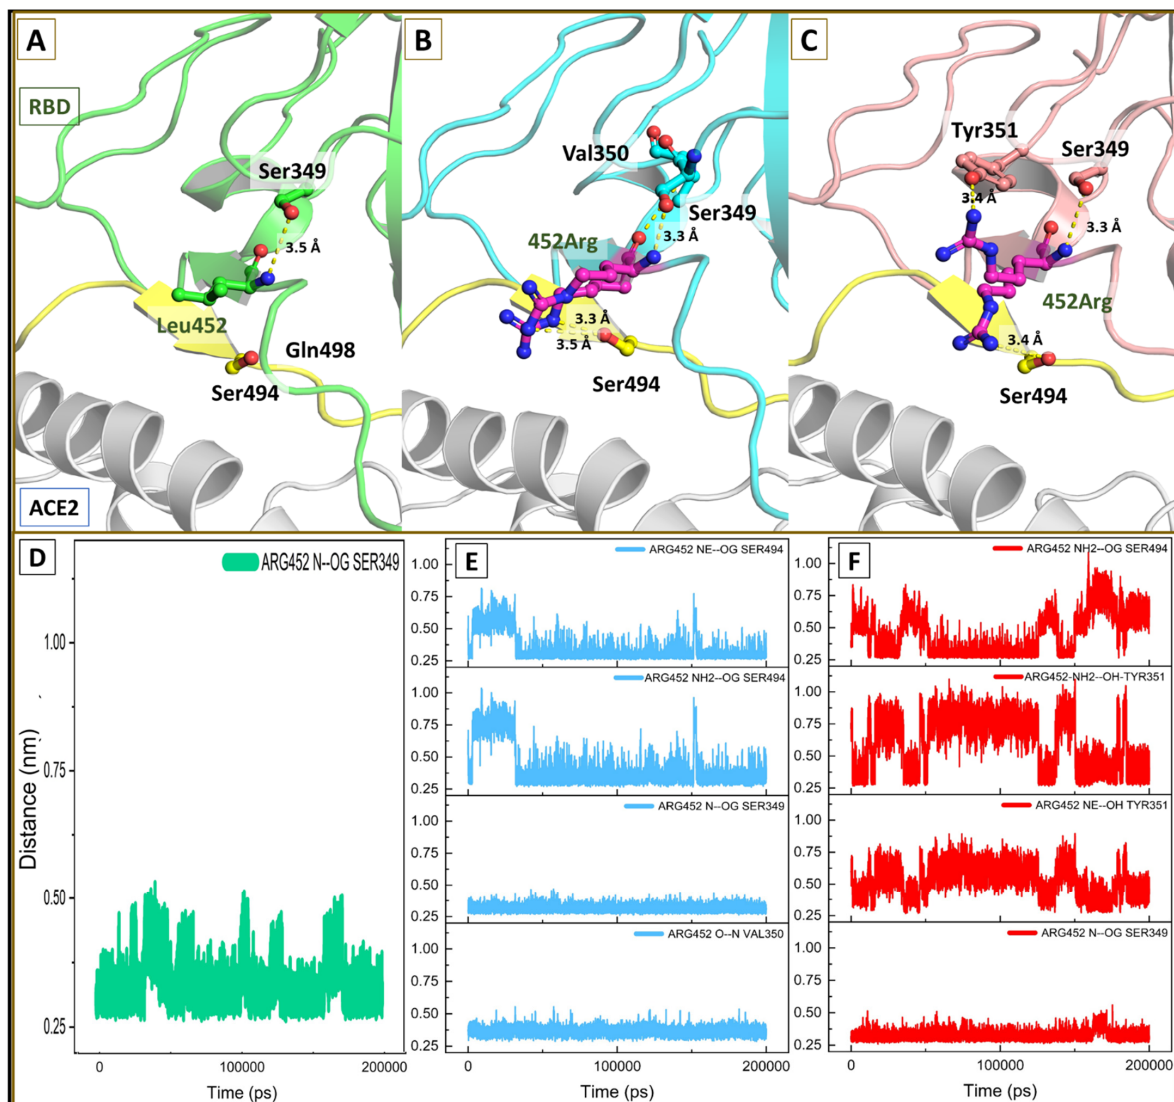 A
RBD
Ser349
3.5 Å
Leu452
Gln498
Ser494
ACE2
B
Val350
Ser349
3.3 Å
452Arg
3.3 Å
3.5 Å
Ser494
C
Tyr351
Ser349
3.4 Å
3.3 Å
452Arg
3.4 Å
Ser494
D
ARG452 N--OG SER349
Distance (nm)
1.00
0.75
0.50
0.25
0
100000
200000
Time (ps)
E
ARG452 NE--OG SER494
1.00
0.75
0.50
0.25
ARG452 NH2--OG SER494
1.00
0.75
0.50
0.25
ARG452 N--OG SER349
1.00
0.75
0.50
0.25
ARG452 O--N VAL350
1.00
0.75
0.50
0.25
0
100000
200000
Time (ps)
F
ARG452 NH2--OG SER494
1.00
0.75
0.50
0.25
ARG452-NH2--OH-TYR351
1.00
0.75
0.50
0.25
ARG452 NE--OH TYR351
1.00
0.75
0.50
0.25
ARG452 N--OG SER349
1.00
0.75
0.50
0.25
0
100000
200000
Time (ps)